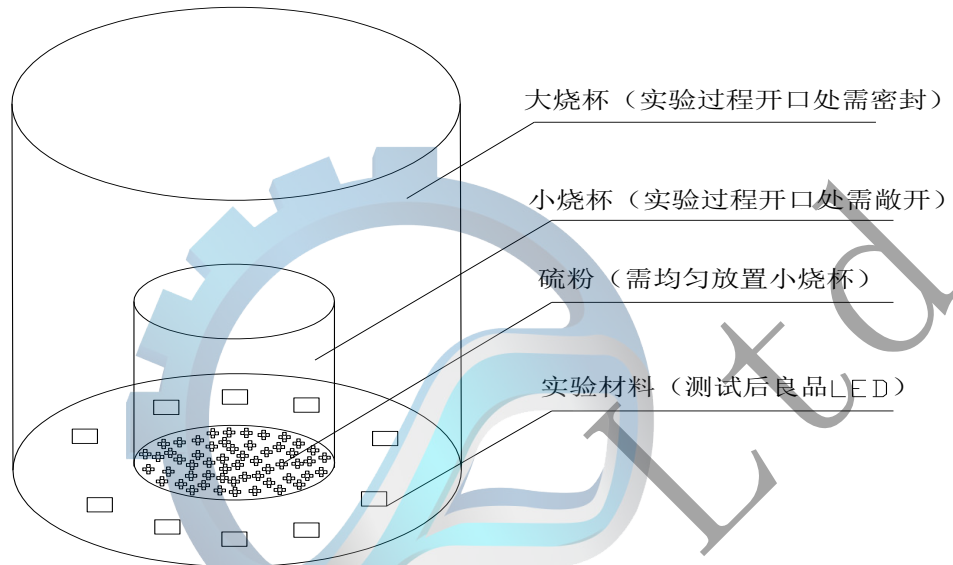 大烧杯（实验过程开口处需密封）
小烧杯（实验过程开口处需敞开）
硫粉（需均匀放置小烧杯）
实验材料（测试后良品LED）
Ltd